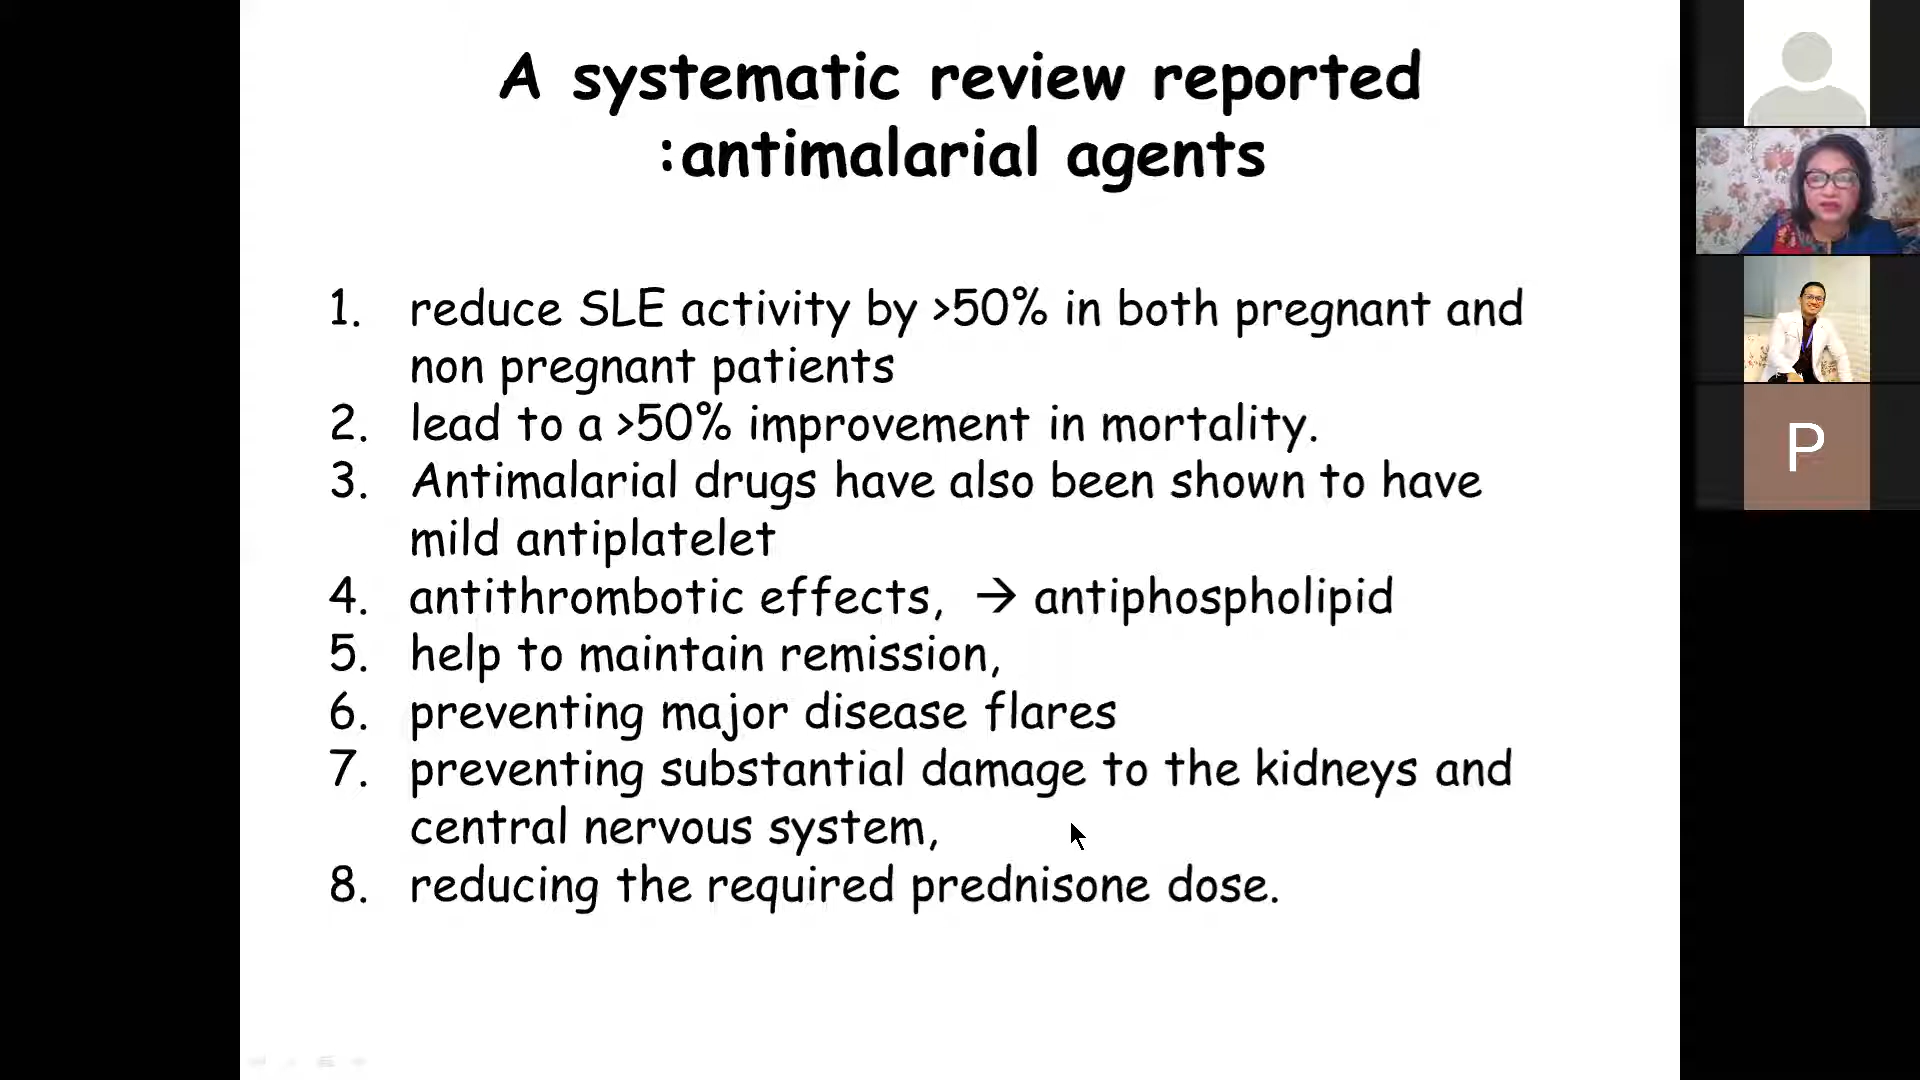 A systematic review reported
:antimalarial agents
1. reduce SLE activity by >50% in both pregnant and
non pregnant patients
2. lead to a >50% improvement in mortality.
3. Antimalarial drugs have also been shown to have
mild antiplatelet
4. antithrombotic effects, → antiphospholipid
5. help to maintain remission,
6. preventing major disease flares
7. preventing substantial damage to the kidneys and
central nervous system,
8. reducing the required prednisone dose.
P